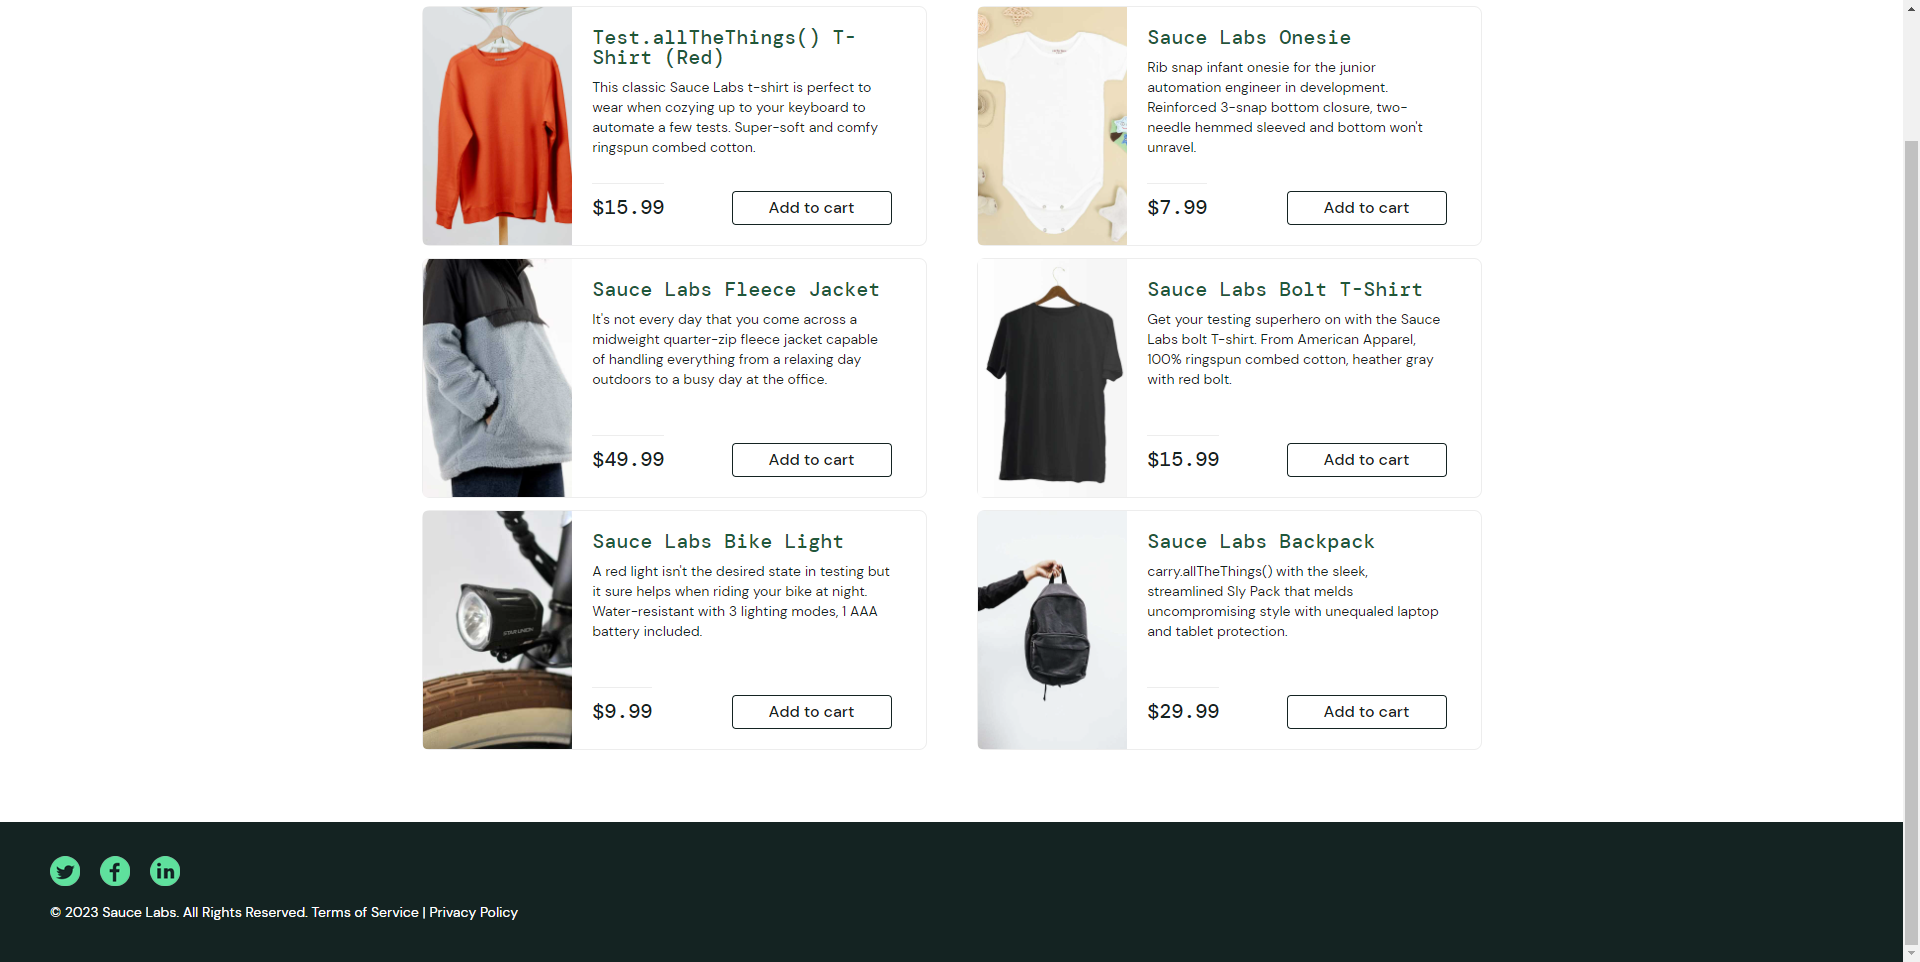 Test.allTheThings() T-
Shirt (Red)
This classic Sauce Labs t-shirt is perfect to
wear when cozying up to your keyboard to
automate a few tests. Super-soft and comfy
ringspun combed cotton.
$15.99
Add to cart
Sauce Labs Onesie
Rib snap infant onesie for the junior
automation engineer in development.
Reinforced 3-snap bottom closure, two-
needle hemmed sleeved and bottom won't
unravel.
$7.99
Add to cart
Sauce Labs Fleece Jacket
It's not every day that you come across a
midweight quarter-zip fleece jacket capable
of handling everything from a relaxing day
outdoors to a busy day at the office.
$49.99
Add to cart
Sauce Labs Bolt T-Shirt
Get your testing superhero on with the Sauce
Labs bolt T-shirt. From American Apparel,
100% ringspun combed cotton, heather gray
with red bolt.
$15.99
Add to cart
STAR UNION
Sauce Labs Bike Light
A red light isn't the desired state in testing but
it sure helps when riding your bike at night.
Water-resistant with 3 lighting modes, 1 AAA
battery included.
$9.99
Add to cart
Sauce Labs Backpack
carry.allTheThings() with the sleek,
streamlined Sly Pack that melds
uncompromising style with unequaled laptop
and tablet protection.
$29.99
Add to cart
© 2023 Sauce Labs. All Rights Reserved. Terms of Service | Privacy Policy